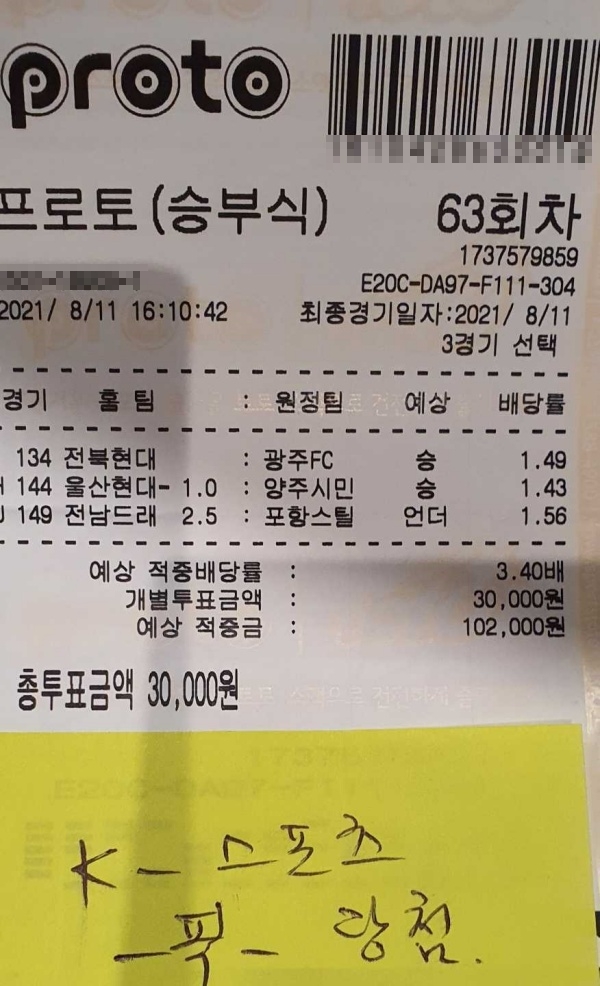 proto
프로토(승부식) 63회차
1737579859
E20C-DA97-F111-304
2021/ 8/11 16:10:42 최종경기일자:2021/ 8/11
3경기 선택
경기 홈 팀 : 원정팀 예상 배당률
134 전북현대 : 광주FC 승 1.49
144 울산현대- 1.0 : 양주시민 승 1.43
149 전남드래 2.5 : 포항스틸 언더 1.56
예상 적중배당률 : 3.40배
개별투표금액 : 30,000원
예상 적중금 : 102,000원
총투표금액 30,000원
K-스포츠
-픽- 당첨.